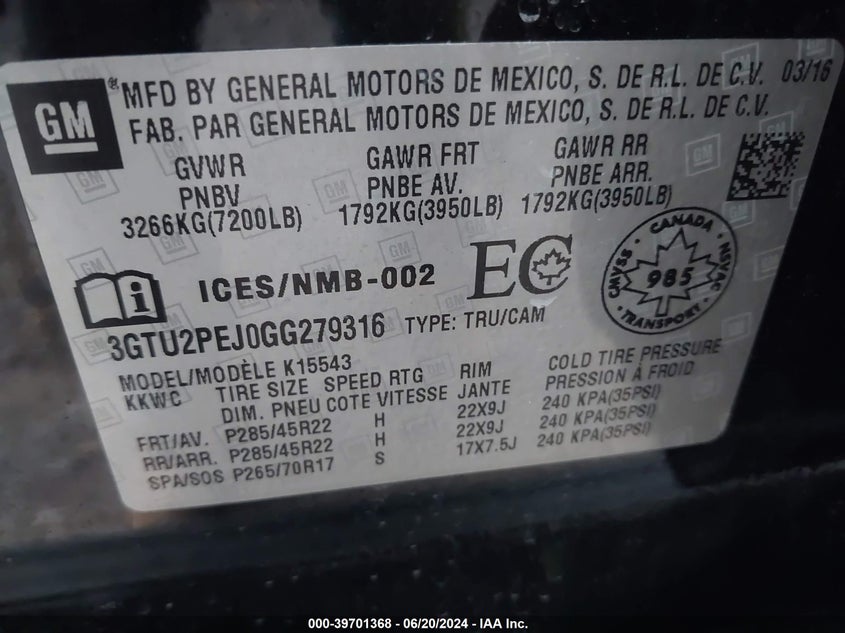 GM
® MFD BY GENERAL MOTORS DE MEXICO, S. DE R.L. DE C.V. 03/16
FAB. PAR GENERAL MOTORS DE MEXICO, S. DE R.L. DE C.V.
GVWR GAWR FRT GAWR RR
PNBV PNBE AV. PNBE ARR.
3266KG(7200LB) 1792KG(3950LB) 1792KG(3950LB)
i ICES/NMB-002 EC
CANADA
CMVSS 985 NSVAC
3GTU2PEJ0GG279316 TYPE: TRU/CAM
MODEL/MODÈLE K15543
KKWC TIRE SIZE SPEED RTG RIM COLD TIRE PRESSURE
DIM. PNEU COTE VITESSE JANTE PRESSION À FROID
FRT/AV. P285/45R22 H 22X9J 240 KPA(35PSI)
RR/ARR. P285/45R22 H 22X9J 240 KPA(35PSI)
SPA/SOS P265/70R17 S 17X7.5J 240 KPA(35PSI)
000-39701368 - 06/20/2024 - IAA Inc.